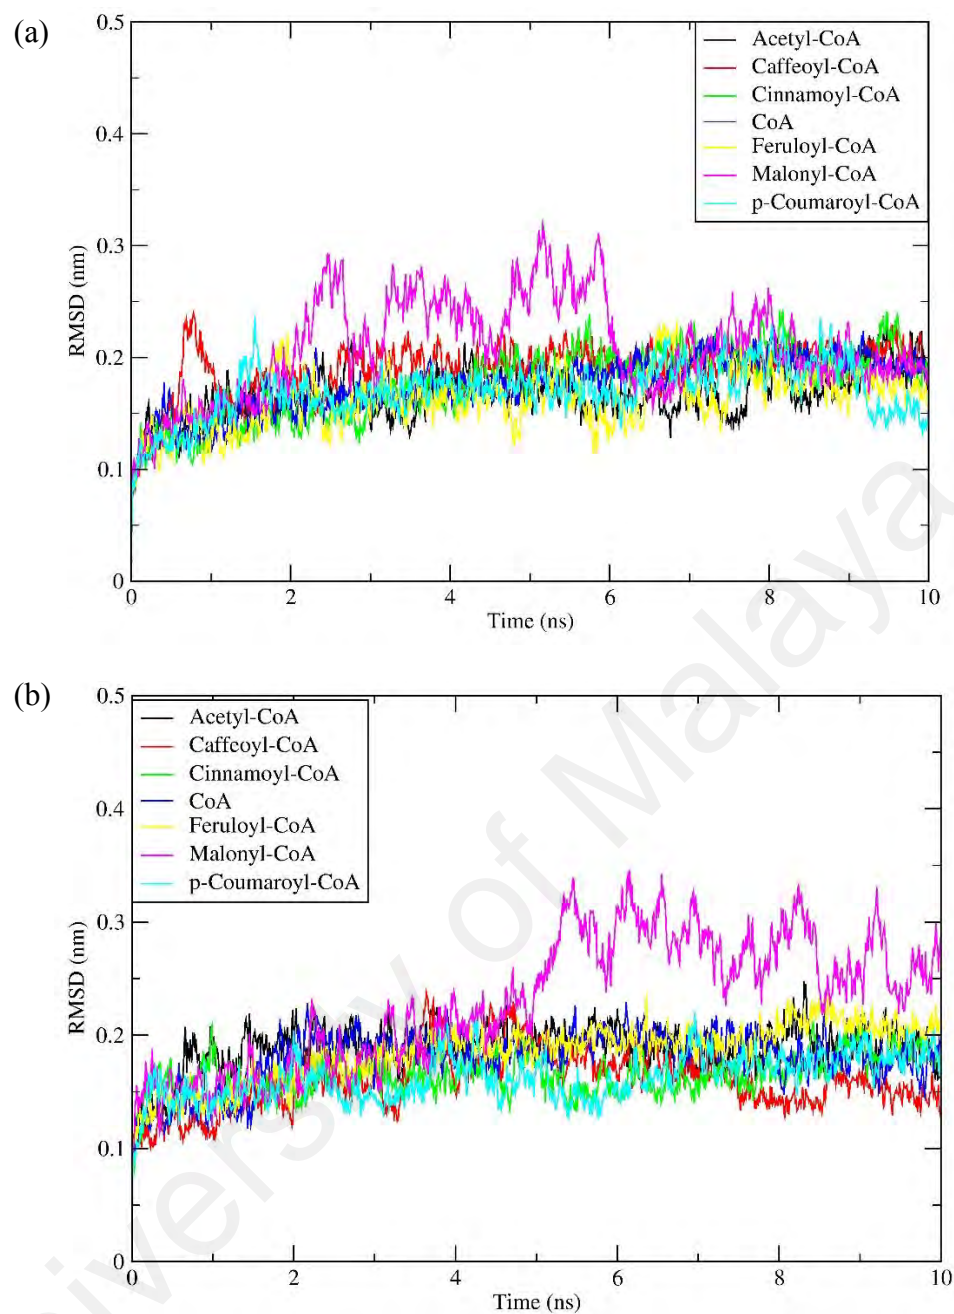 (a)
0.5
0.4
0.3
0.2
0.1
0
RMSD (nm)
Acetyl-CoA
Caffeoyl-CoA
Cinnamoyl-CoA
CoA
Feruloyl-CoA
Malonyl-CoA
p-Coumaroyl-CoA
0 2 4 6 8 10
Time (ns)
(b)
0.5
0.4
0.3
0.2
0.1
0
RMSD (nm)
Acetyl-CoA
Caffeoyl-CoA
Cinnamoyl-CoA
CoA
Feruloyl-CoA
Malonyl-CoA
p-Coumaroyl-CoA
0 2 4 6 8 10
Time (ns)
iversity of Malaya